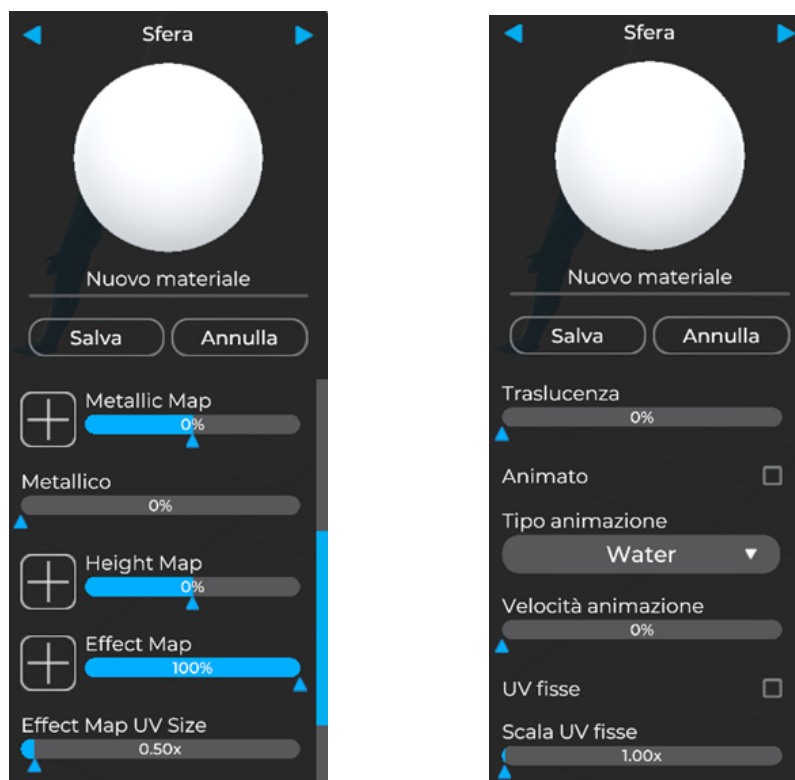 Sfera
Nuovo materiale
Salva
Annulla
Metallic Map
0%
Metallico
0%
Height Map
0%
Effect Map
100%
Effect Map UV Size
0.50x
Sfera
Nuovo materiale
Salva
Annulla
Traslucenza
0%
Animato
Tipo animazione
Water
Velocità animazione
0%
UV fisse
Scala UV fisse
1.00x